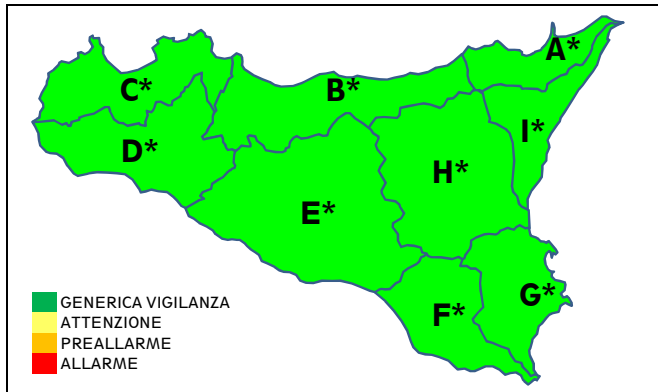 A*
B*
C*
I*
D*
H*
E*
G*
F*
GENERICA VIGILANZA
ATTENZIONE
PREALLARME
ALLARME